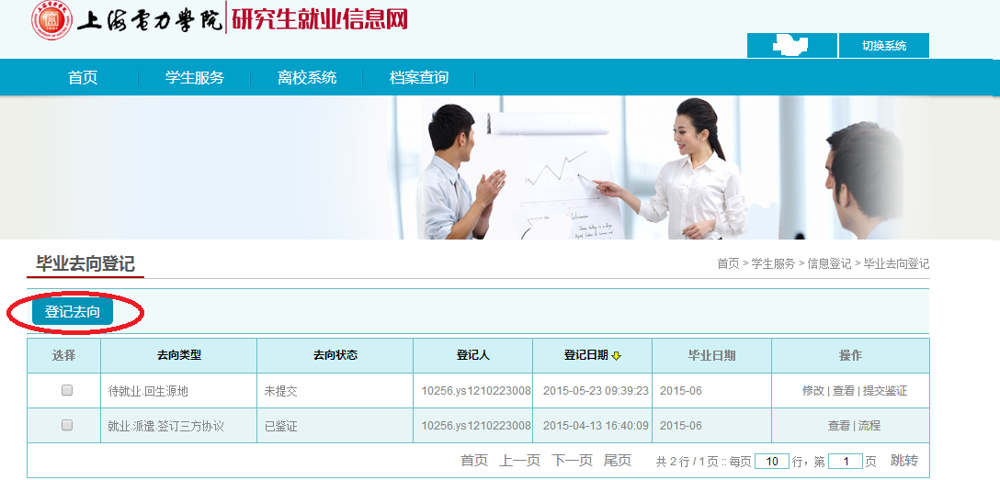 上海電力學院 研究生就业信息网
切换系统
首页 学生服务 离校系统 档案查询
毕业去向登记 首页 > 学生服务 > 信息登记 > 毕业去向登记
登记去向
选择 去向类型 去向状态 登记人 登记日期 毕业日期 操作
待就业.回生源地 未提交 10256.ys1210223008 2015-05-23 09:39:23 2015-06 修改 | 查看 | 提交鉴证
就业.派遣.签订三方协议 已鉴证 10256.ys1210223008 2015-04-13 16:40:09 2015-06 查看 | 流程
首页 上一页 下一页 尾页 共 2 行 / 1 页 :: 每页 10 行，第 1 页 跳转